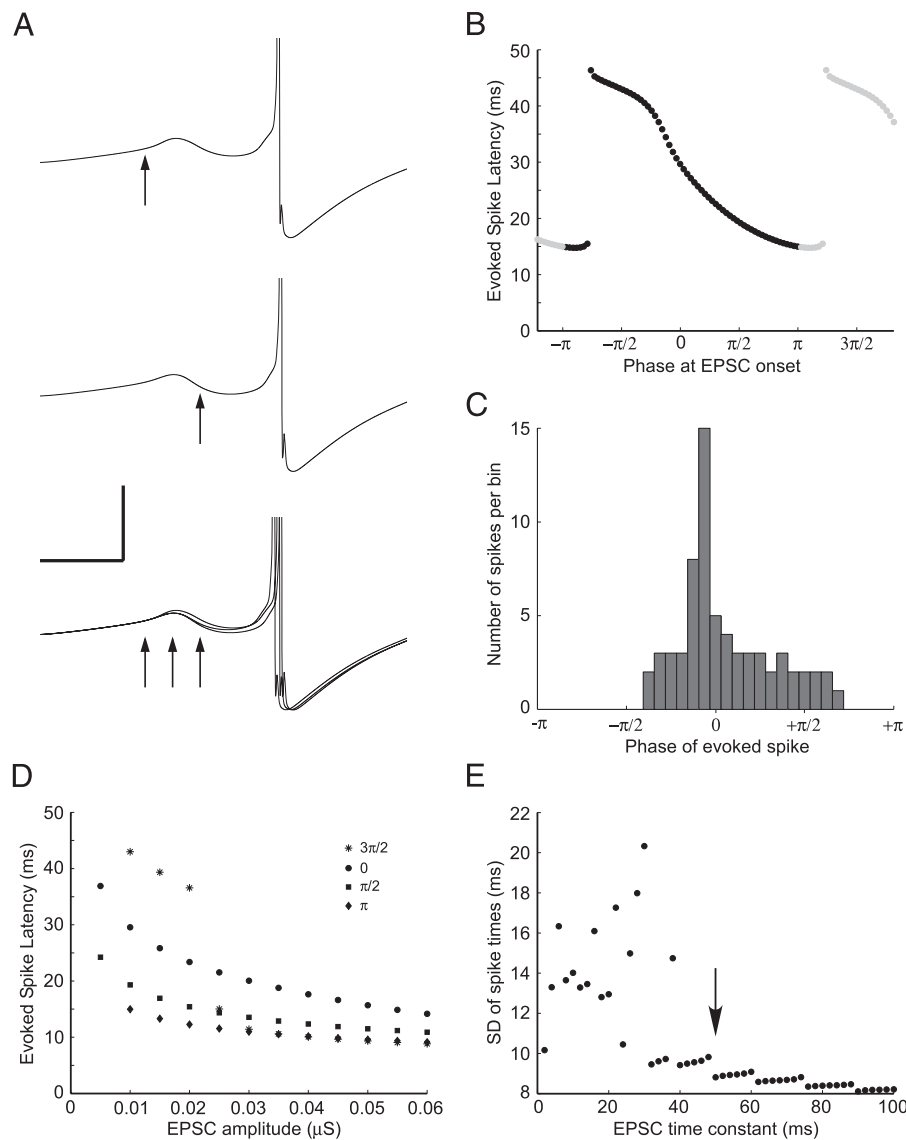 A
B
50
40
30
20
10
0
Evoked Spike Latency (ms)
−π
−π/2
0
π/2
π
3π/2
Phase at EPSC onset
C
15
10
5
0
Number of spikes per bin
-π
−π/2
0
+π/2
+π
Phase of evoked spike
D
50
40
30
20
10
0
Evoked Spike Latency (ms)
3π/2
0
π/2
π
0
0.01
0.02
0.03
0.04
0.05
0.06
EPSC amplitude (μS)
E
22
20
18
16
14
12
10
8
SD of spike times (ms)
0
20
40
60
80
100
EPSC time constant (ms)